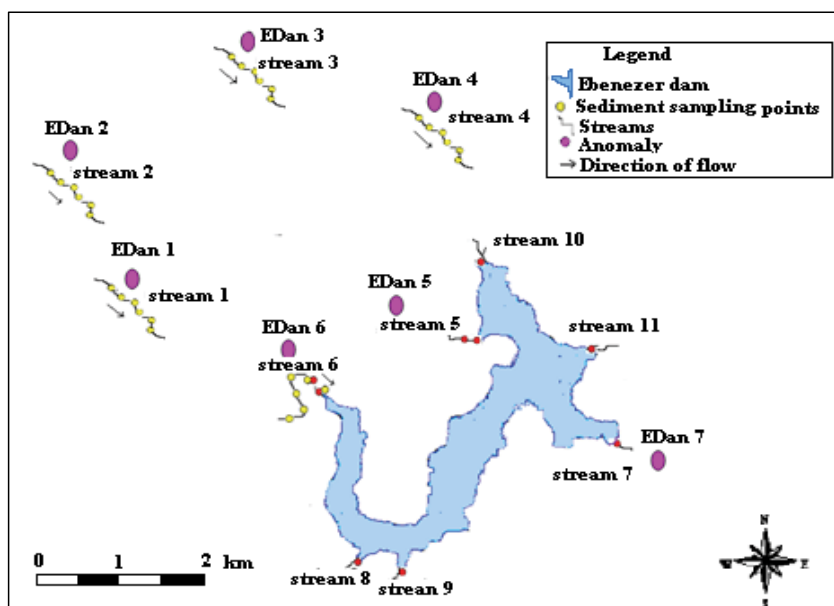 EDan 3
stream 3
Legend
Ebenezer dam
Sediment sampling points
Streams
Anomaly
Direction of flow
EDan 4
stream 4
EDan 2
stream 2
EDan 1
stream 1
stream 10
EDan 5
stream 5
stream 11
EDan 6
stream 6
EDan 7
stream 7
0 1 2 km
stream 8
stream 9
N
W E
S